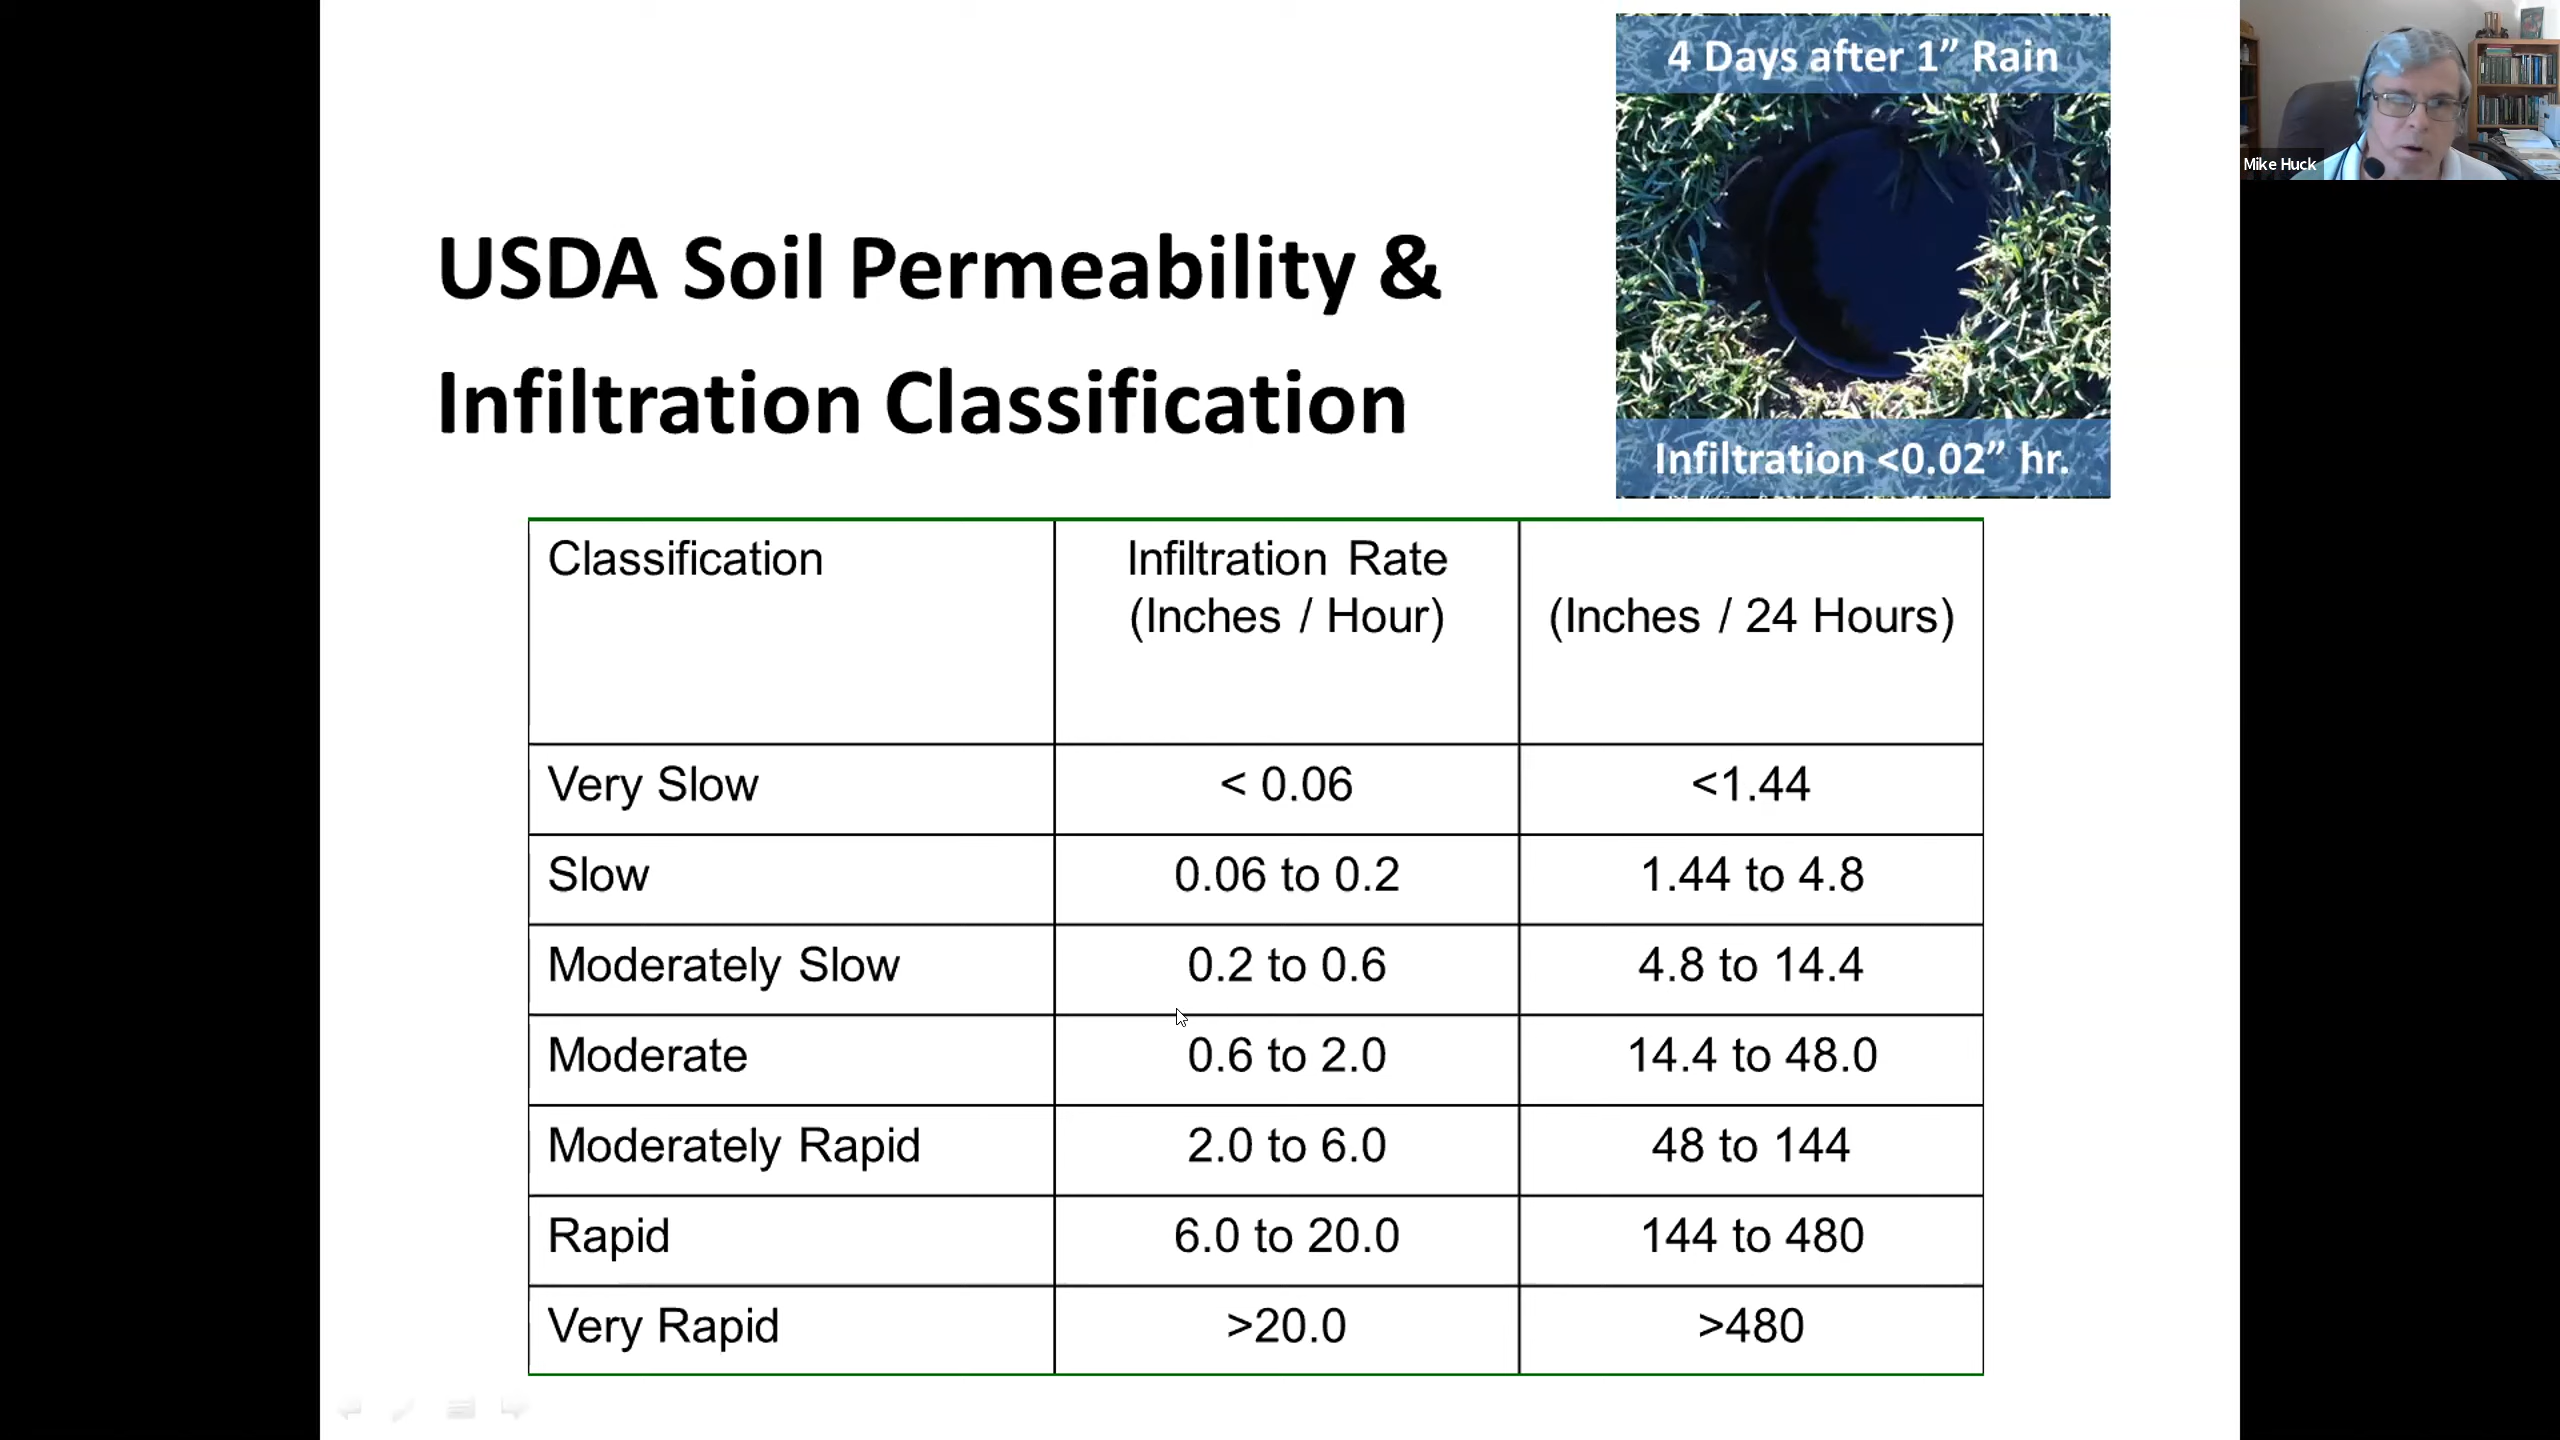 4 Days after 1” Rain
Mike Huck
USDA Soil Permeability &
Infiltration Classification
Infiltration <0.02” hr.
Classification
Infiltration Rate
(Inches / Hour)
(Inches / 24 Hours)
Very Slow
< 0.06
<1.44
Slow
0.06 to 0.2
1.44 to 4.8
Moderately Slow
0.2 to 0.6
4.8 to 14.4
Moderate
0.6 to 2.0
14.4 to 48.0
Moderately Rapid
2.0 to 6.0
48 to 144
Rapid
6.0 to 20.0
144 to 480
Very Rapid
>20.0
>480